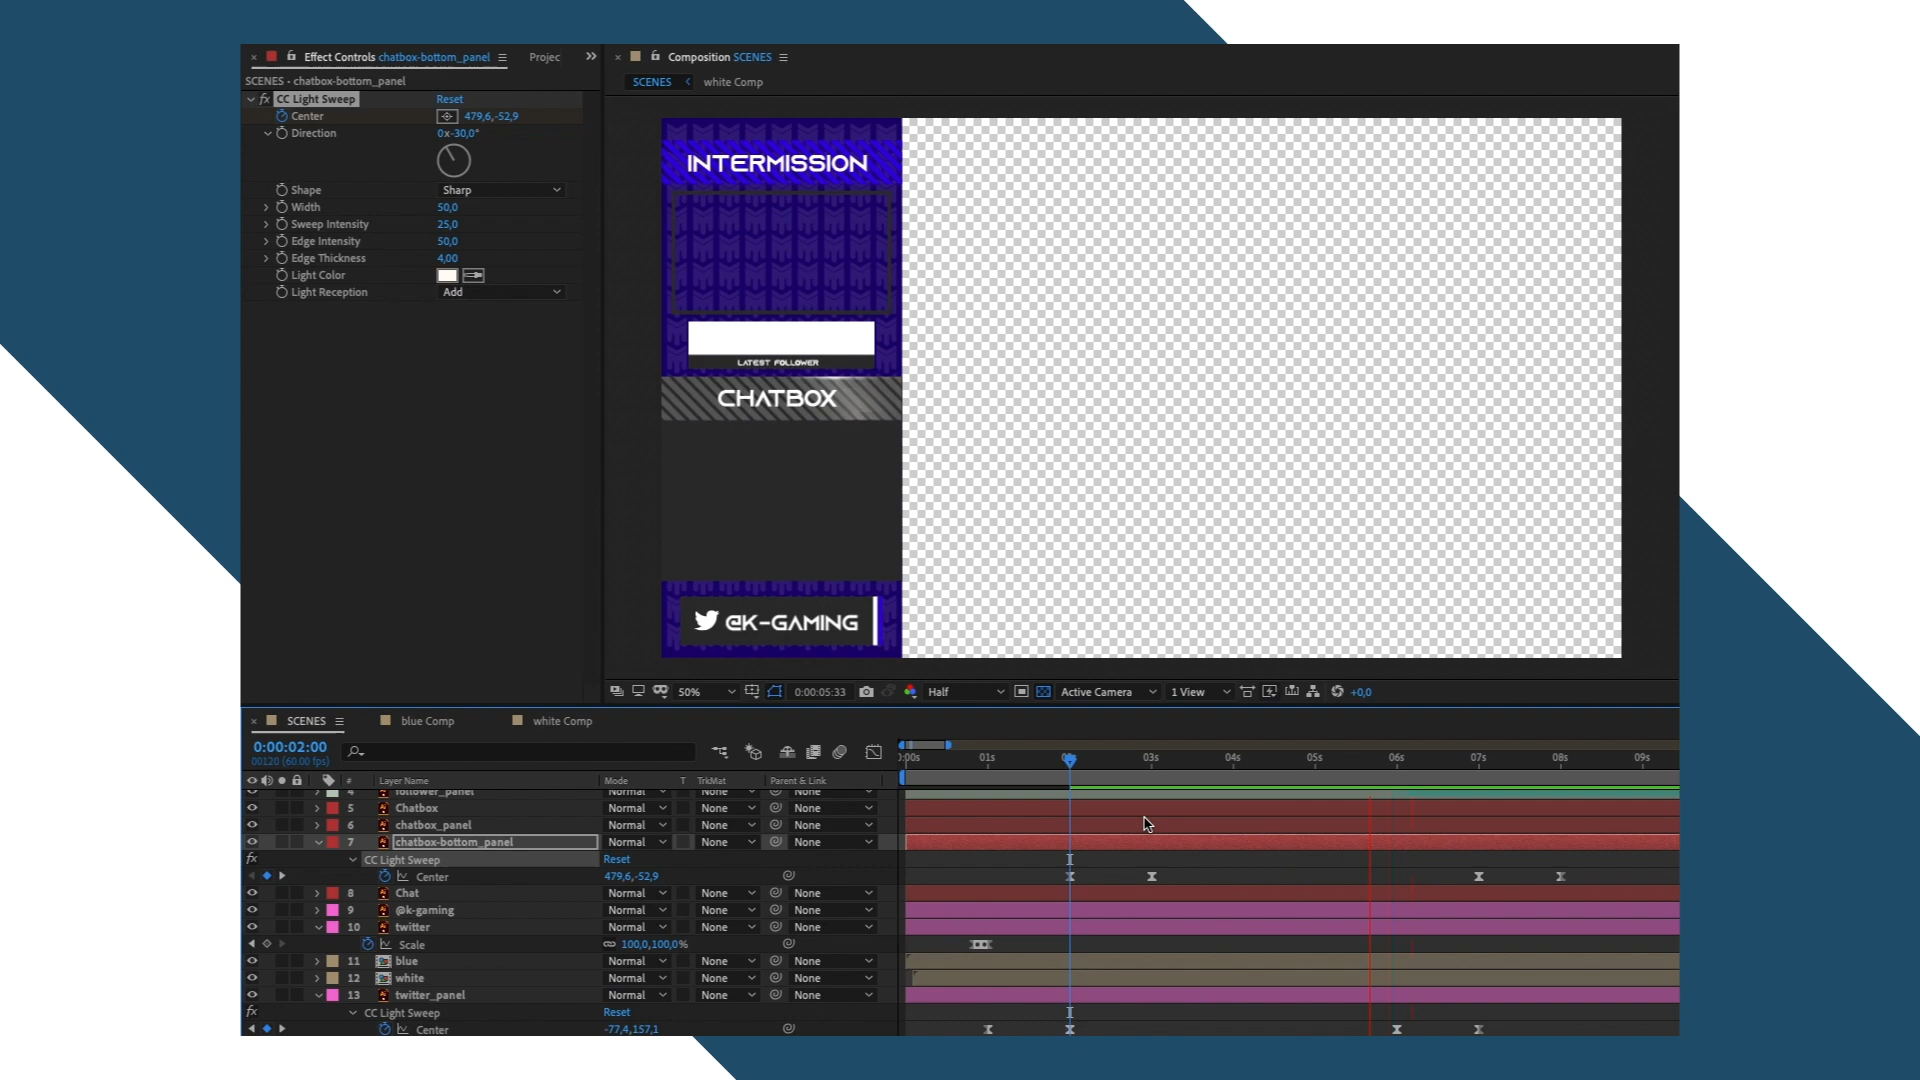 Effect Controls chatbox-bottom_panel
Projec
Composition SCENES
SCENES - chatbox-bottom_panel
SCENES
white Comp
fx CC Light Sweep Reset
Center 479,6,-52,9
Direction 0x-30,0°
Shape Sharp
Width 50,0
Sweep Intensity 25,0
Edge Intensity 50,0
Edge Thickness 4,00
Light Color
Light Reception Add
INTERMISSION
LATEST FOLLOWER
CHATBOX
@K-GAMING
50% 0:00:05:33 Half Active Camera 1 View +0,0
SCENES blue Comp white Comp
0:00:02:00
00120 (60.00 fps)
01s 03s 04s 05s 06s 07s 08s 09s
# Layer Name Mode T TrkMat Parent & Link
4 follower_panel Normal None None
5 Chatbox Normal None None
6 chatbox_panel Normal None None
7 chatbox-bottom_panel Normal None None
fx CC Light Sweep Reset
Center 479,6,-52,9
8 Chat Normal None None
9 @k-gaming Normal None None
10 twitter Normal None None
Scale 100,0,100,0%
11 blue Normal None None
12 white Normal None None
13 twitter_panel Normal None None
fx CC Light Sweep Reset
Center -77,4,157,1